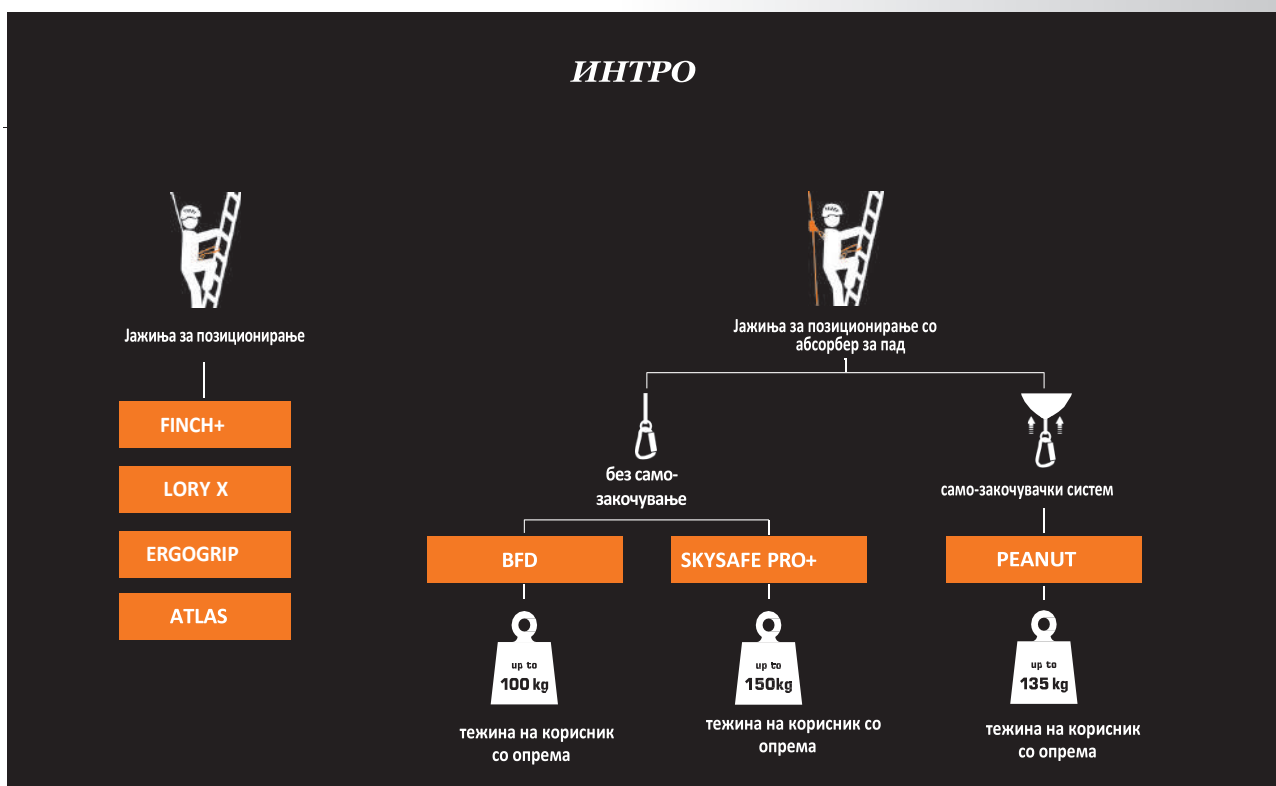 ИНТРО
Јажиња за позиционирање
FINCH+
LORY X
ERGOGRIP
ATLAS
Јажиња за позиционирање со
абсорбер за пад
без само-
закочување
само-закочувачки систем
BFD
SKYSAFE PRO+
PEANUT
up to
100 kg
up to
150kg
up to
135 kg
тежина на корисник
со опрема
тежина на корисник со
опрема
тежина на корисник
со опрема